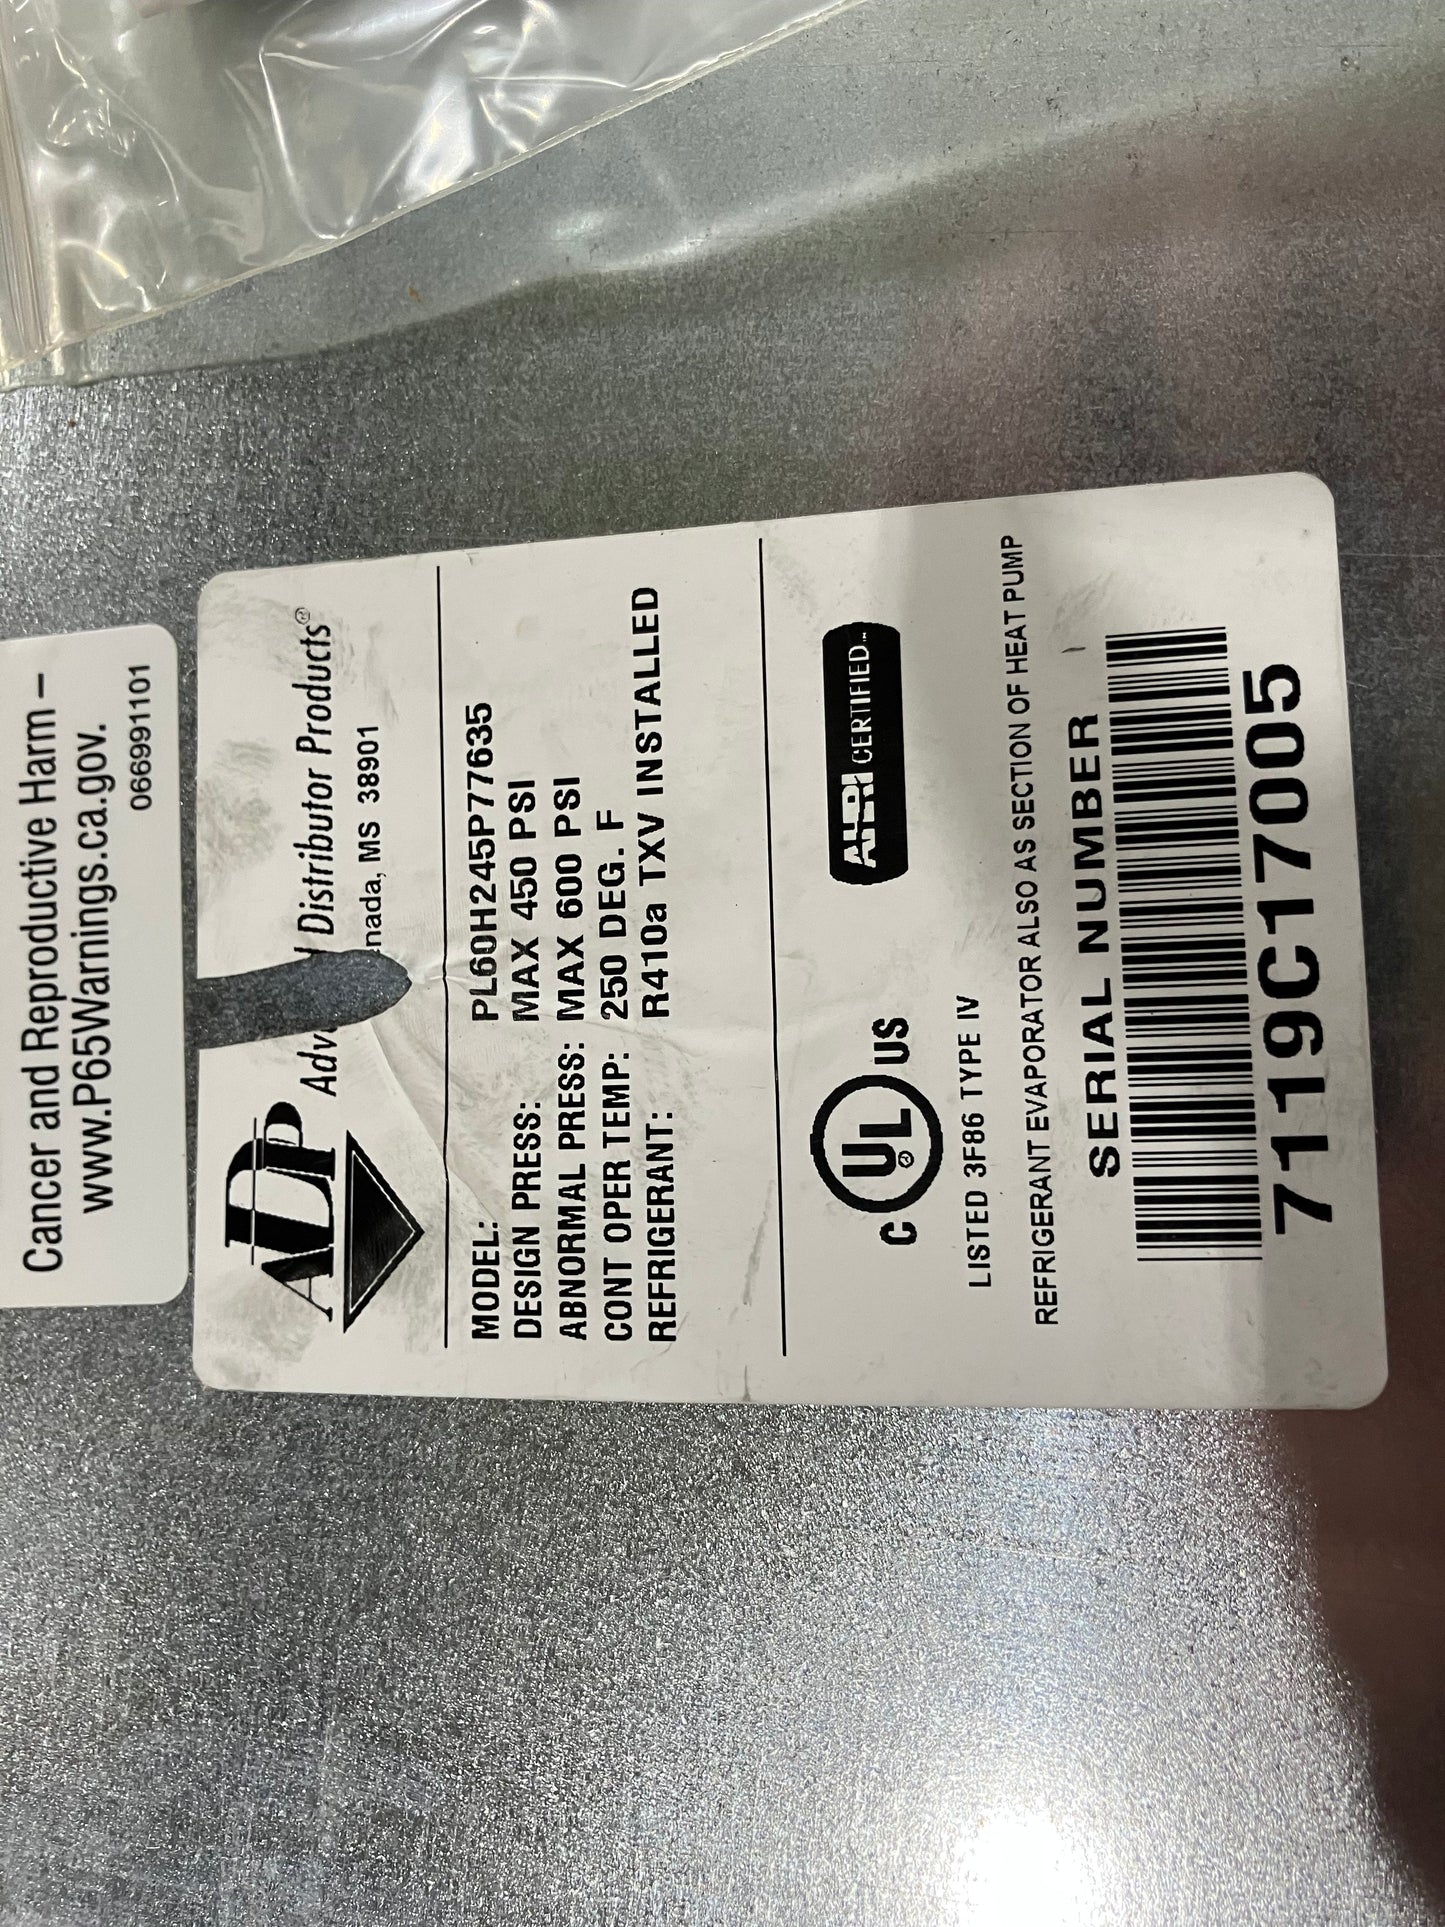 Cancer and Reproductive Harm –
www.P65Warnings.ca.gov.
066991101
ADP
Distributor Products®
MS 38901
MODEL: PL60H245P77635
DESIGN PRESS: MAX 450 PSI
ABNORMAL PRESS: MAX 600 PSI
CONT OPER TEMP: 250 DEG. F
REFRIGERANT: R410a TXV INSTALLED
C UL US
®
AHRI CERTIFIED™
LISTED 3F86 TYPE IV
REFRIGERANT EVAPORATOR ALSO AS SECTION OF HEAT PUMP
SERIAL NUMBER
7119C17005